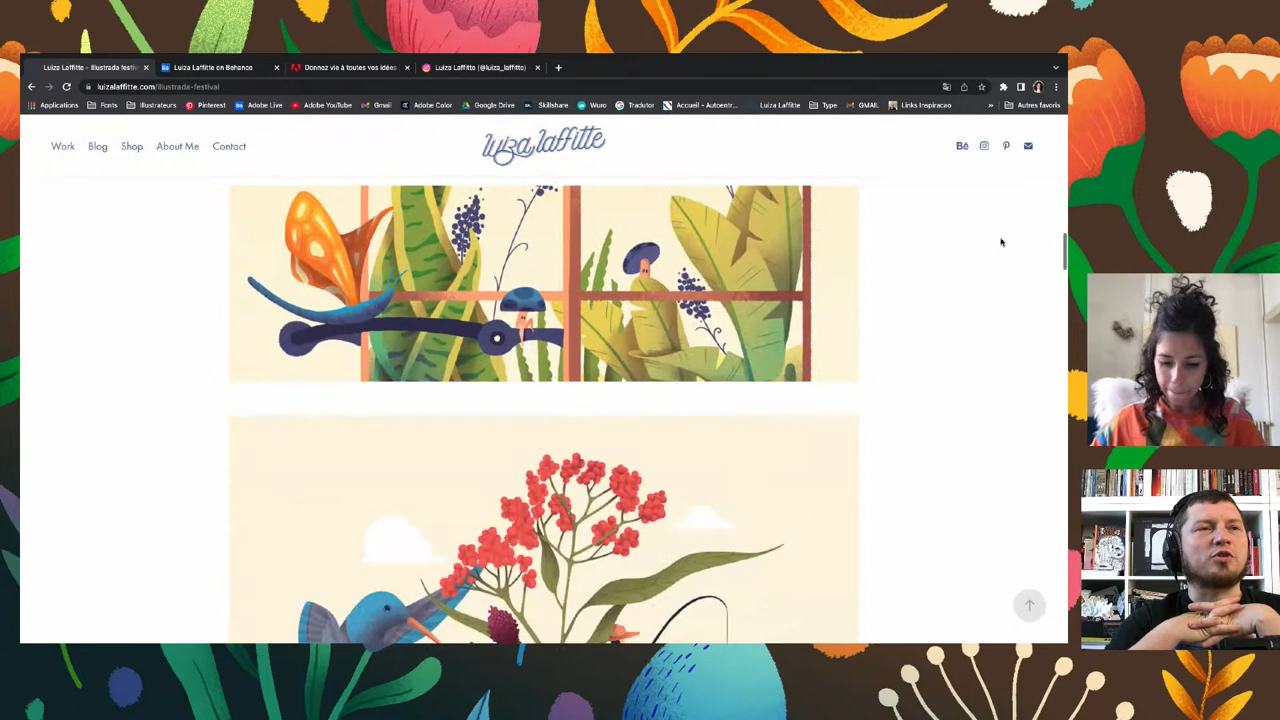 Luiza Laffitte – Illustrada festiv
Luiza Laffitte on Behance
Donnez vie à toutes vos idées
Luiza Laffitte (@luiza_laffitte)
luizalaffitte.com/illustrada-festival
Applications
Fonts
Illustrateurs
Pinterest
Adobe Live
Adobe YouTube
Gmail
Adobe Color
Google Drive
Skillshare
Wuro
Tradutor
Accueil - Autoentr...
Luiza Laffitte
Type
GMAIL
Links Inspiracao
»
Autres favoris
Work
Blog
Shop
About Me
Contact
luiza laffitte
Bē